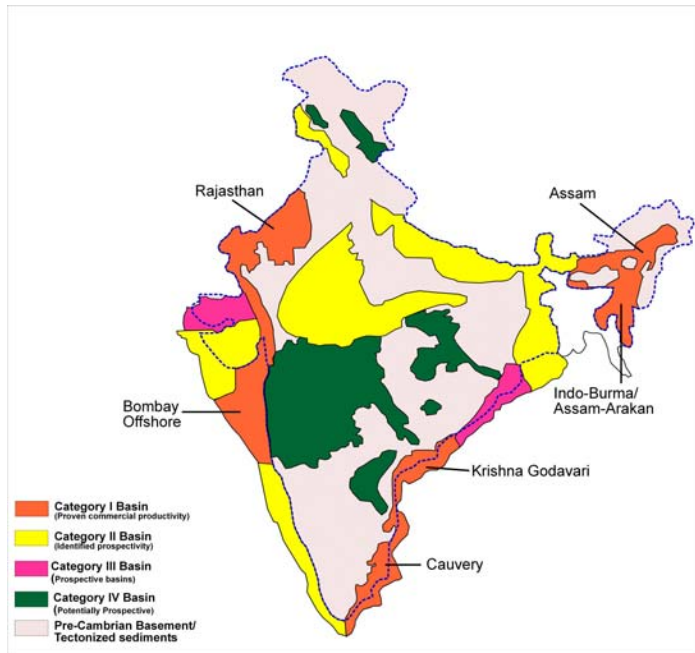 Rajasthan
Assam
Bombay
Offshore
Indo-Burma/
Assam-Arakan
Krishna Godavari
Cauvery
Category I Basin
(Proven commercial productivity)
Category II Basin
(Identified prospectivity)
Category III Basin
(Prospective basins)
Category IV Basin
(Potentially Prospective)
Pre-Cambrian Basement/
Tectonized sediments